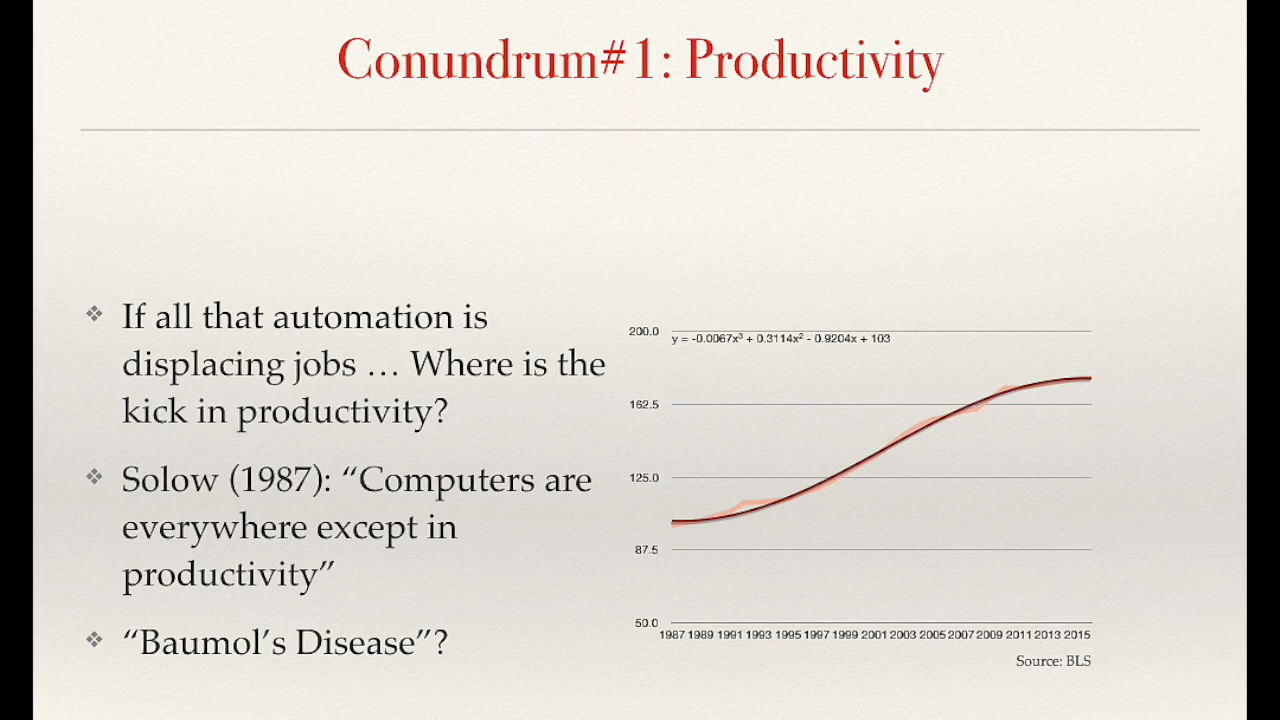 Conundrum#1: Productivity
❖ If all that automation is
displacing jobs … Where is the
kick in productivity?
❖ Solow (1987): “Computers are
everywhere except in
productivity”
❖ “Baumol’s Disease”?
200.0
y = -0.0067x³ + 0.3114x² - 0.9204x + 103
162.5
125.0
87.5
50.0
1987 1989 1991 1993 1995 1997 1999 2001 2003 2005 2007 2009 2011 2013 2015
Source: BLS